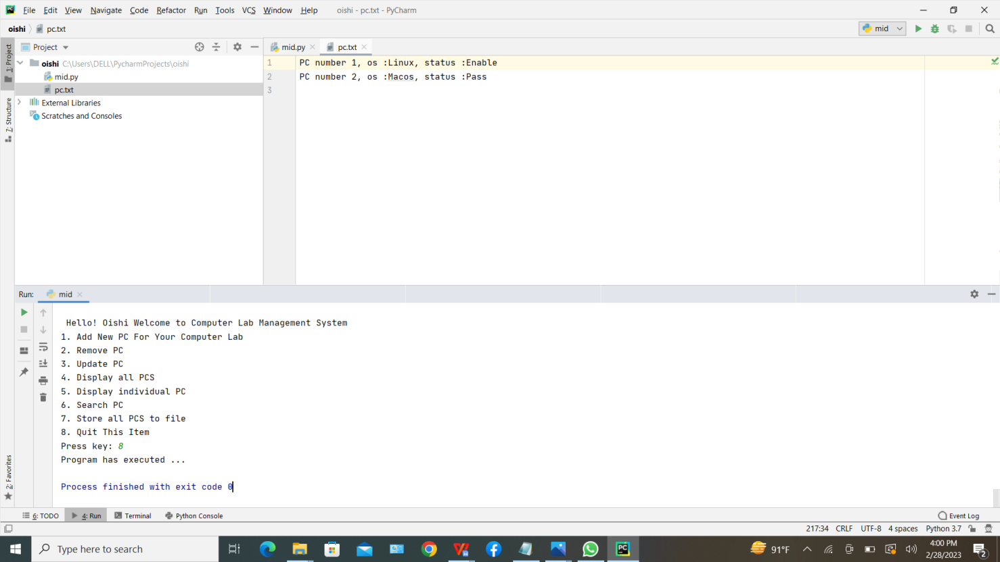 File Edit View Navigate Code Refactor Run Tools VCS Window Help oishi - pc.txt - PyCharm
oishi pc.txt mid
1: Project
Project
mid.py pc.txt
oishi C:\Users\DELL\PycharmProjects\oishi
mid.py
pc.txt
External Libraries
Scratches and Consoles
7: Structure
1 PC number 1, os :Linux, status :Enable
2 PC number 2, os :Macos, status :Pass
3
Run: mid
Hello! Oishi Welcome to Computer Lab Management System
1. Add New PC For Your Computer Lab
2. Remove PC
3. Update PC
4. Display all PCS
5. Display individual PC
6. Search PC
7. Store all PCS to file
8. Quit This Item
Press key: 8
Program has executed ...
Process finished with exit code 0
2: Favorites
6: TODO 4: Run Terminal Python Console Event Log
217:34 CRLF UTF-8 4 spaces Python 3.7
Type here to search 91°F 4:00 PM
2/28/2023 2